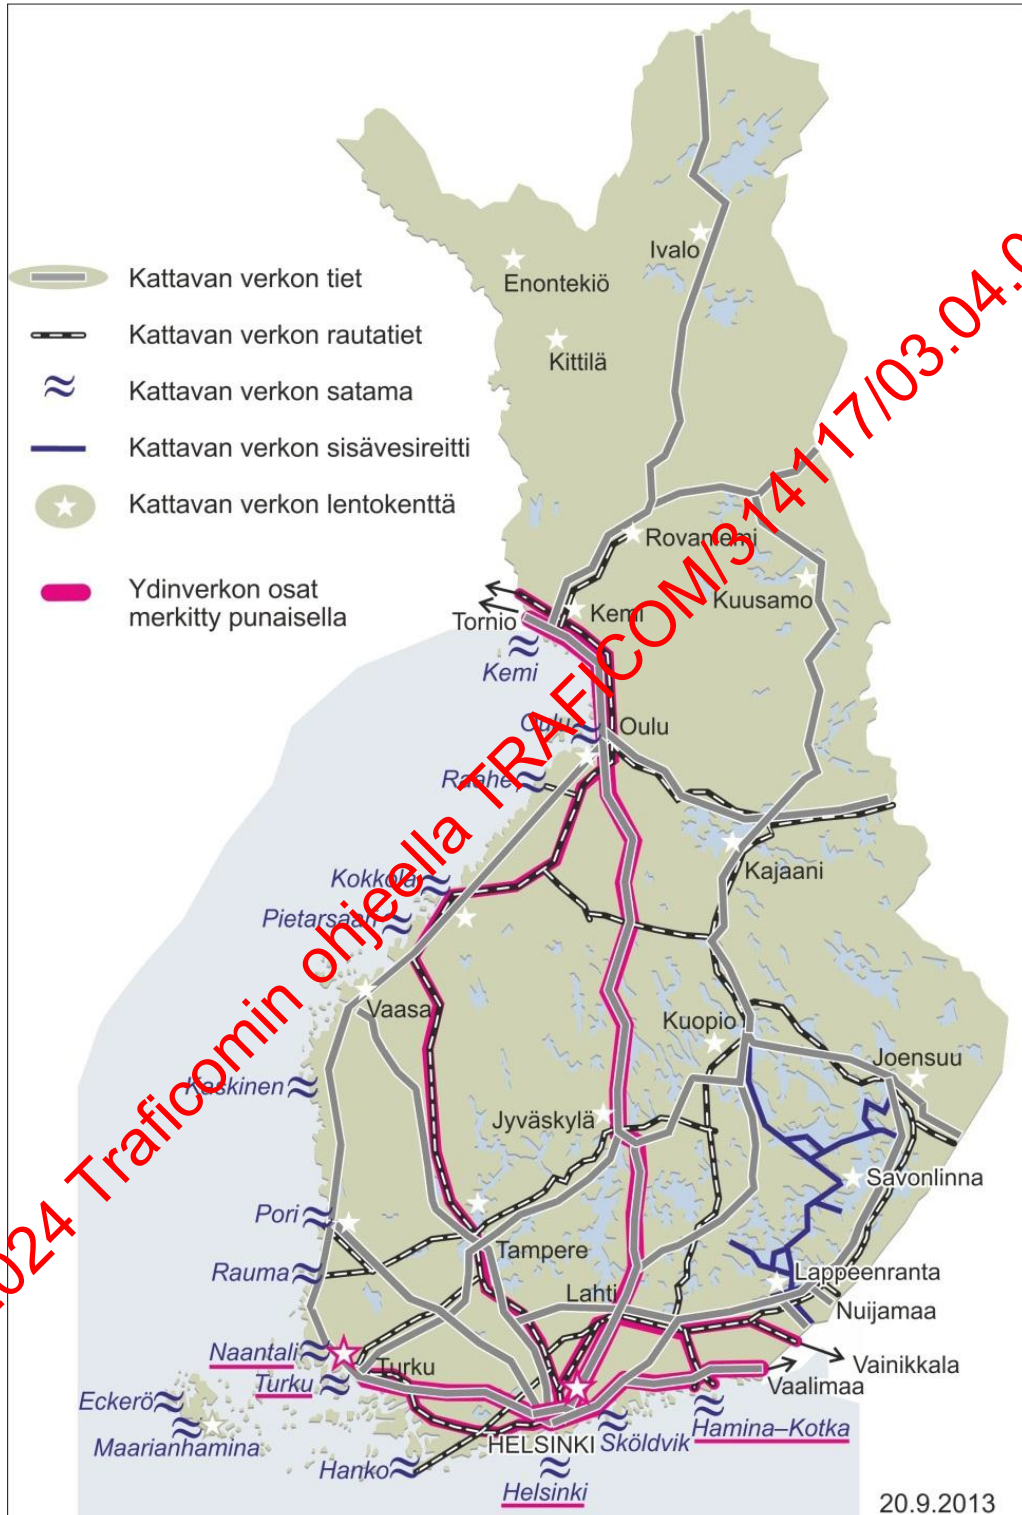 Kattavan verkon tiet
Kattavan verkon rautatiet
Kattavan verkon satama
Kattavan verkon sisävesireitti
Kattavan verkon lentokenttä
Ydinverkon osat
merkitty punaisella
Ivalo
Enontekiö
Kittilä
Rovaniemi
Kuusamo
Kemi
Tornio
Kemi
Oulu
Oulu
Raahe
Kajaani
Kokkola
Pietarsaari
Vaasa
Kuopio
Joensuu
Kaskinen
Jyväskylä
Savonlinna
Pori
Tampere
Rauma
Lappeenranta
Lahti
Nuijamaa
Naantali
Turku
Vainikkala
Turku
Vaalimaa
Eckerö
Maarianhamina
HELSINKI
Sköldvik
Hamina–Kotka
Hanko
Helsinki
20.9.2013
024 Traficomin ohjeella TRAFICOM/314117/03.04.0